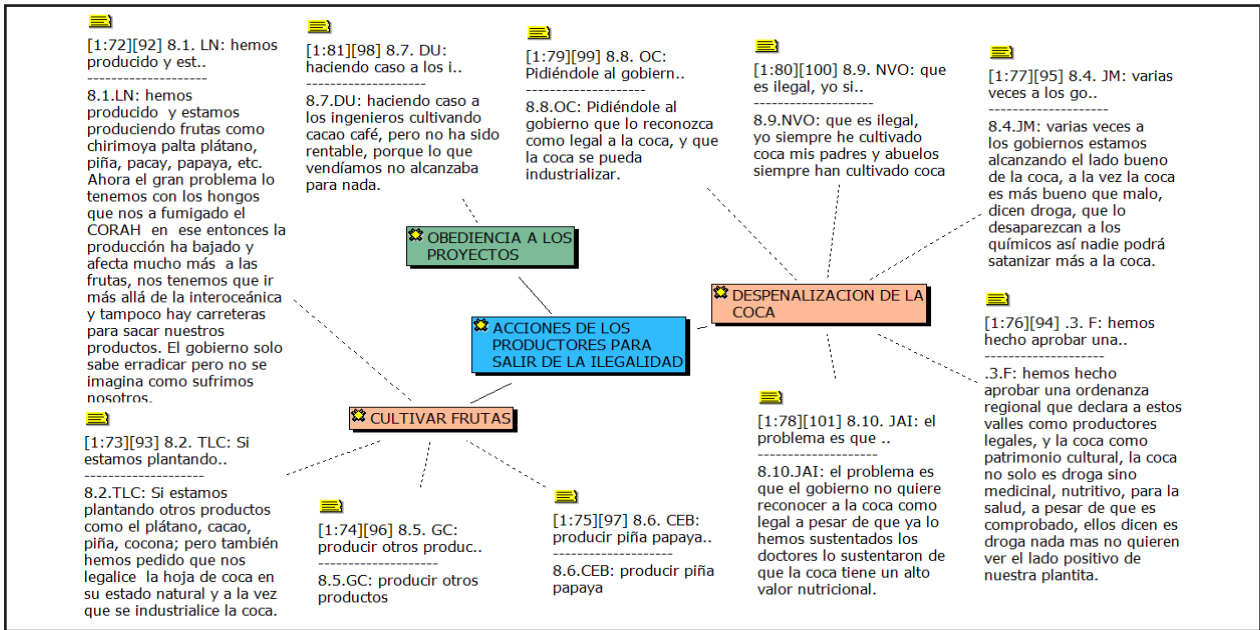 [1:72][92] 8.1. LN: hemos
producido y est..
--------------------
8.1.LN: hemos
producido  y estamos
produciendo frutas como
chirimoya palta plátano,
piña, pacay, papaya, etc.
Ahora el gran problema lo
tenemos con los hongos
que nos a fumigado el
CORAH  en  ese entonces la
producción ha bajado y
afecta mucho más  a las
frutas, nos tenemos que ir
más allá de la interoceánica
y tampoco hay carreteras
para sacar nuestros
productos. El gobierno solo
sabe erradicar pero no se
imagina como sufrimos
nosotros.
[1:81][98] 8.7. DU:
haciendo caso a los i..
--------------------
8.7.DU: haciendo caso a
los ingenieros cultivando
cacao café, pero no ha sido
rentable, porque lo que
vendíamos no alcanzaba
para nada.
[1:79][99] 8.8. OC:
Pidiéndole al gobiern..
--------------------
8.8.OC: Pidiéndole al
gobierno que lo reconozca
como legal a la coca, y que
la coca se pueda
industrializar.
[1:80][100] 8.9. NVO: que
es ilegal, yo si..
--------------------
8.9.NVO: que es ilegal,
yo siempre he cultivado
coca mis padres y abuelos
siempre han cultivado coca
[1:77][95] 8.4. JM: varias
veces a los go..
--------------------
8.4.JM: varias veces a
los gobiernos estamos
alcanzando el lado bueno
de la coca, a la vez la coca
es más bueno que malo,
dicen droga, que lo
desaparezcan a los
químicos así nadie podrá
satanizar más a la coca.
OBEDIENCIA A LOS
PROYECTOS
DESPENALIZACION DE LA
COCA
ACCIONES DE LOS
PRODUCTORES PARA
SALIR DE LA ILEGALIDAD
CULTIVAR FRUTAS
[1:76][94] .3. F: hemos
hecho aprobar una..
--------------------
.3.F: hemos hecho
aprobar una ordenanza
regional que declara a estos
valles como productores
legales, y la coca como
patrimonio cultural, la coca
no solo es droga sino
medicinal, nutritivo, para la
salud, a pesar de que es
comprobado, ellos dicen es
droga nada mas no quieren
ver el lado positivo de
nuestra plantita.
[1:73][93] 8.2. TLC: Si
estamos plantando..
--------------------
8.2.TLC: Si estamos
plantando otros productos
como el plátano, cacao,
piña, cocona; pero también
hemos pedido que nos
legalice  la hoja de coca en
su estado natural y a la vez
que se industrialice la coca.
[1:74][96] 8.5. GC:
producir otros produc..
--------------------
8.5.GC: producir otros
productos
[1:75][97] 8.6. CEB:
producir piña papaya..
--------------------
8.6.CEB: producir piña
papaya
[1:78][101] 8.10. JAI: el
problema es que ..
--------------------
8.10.JAI: el problema es
que el gobierno no quiere
reconocer a la coca como
legal a pesar de que ya lo
hemos sustentados los
doctores lo sustentaron de
que la coca tiene un alto
valor nutricional.